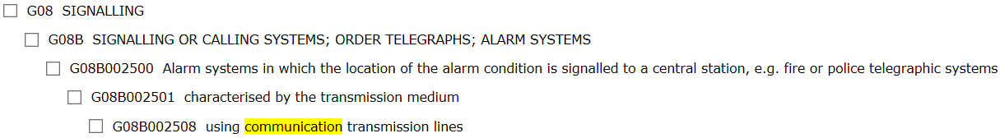 G08 SIGNALLING
G08B SIGNALLING OR CALLING SYSTEMS; ORDER TELEGRAPHS; ALARM SYSTEMS
G08B002500 Alarm systems in which the location of the alarm condition is signalled to a central station, e.g. fire or police telegraphic systems
G08B002501 characterised by the transmission medium
G08B002508 using communication transmission lines